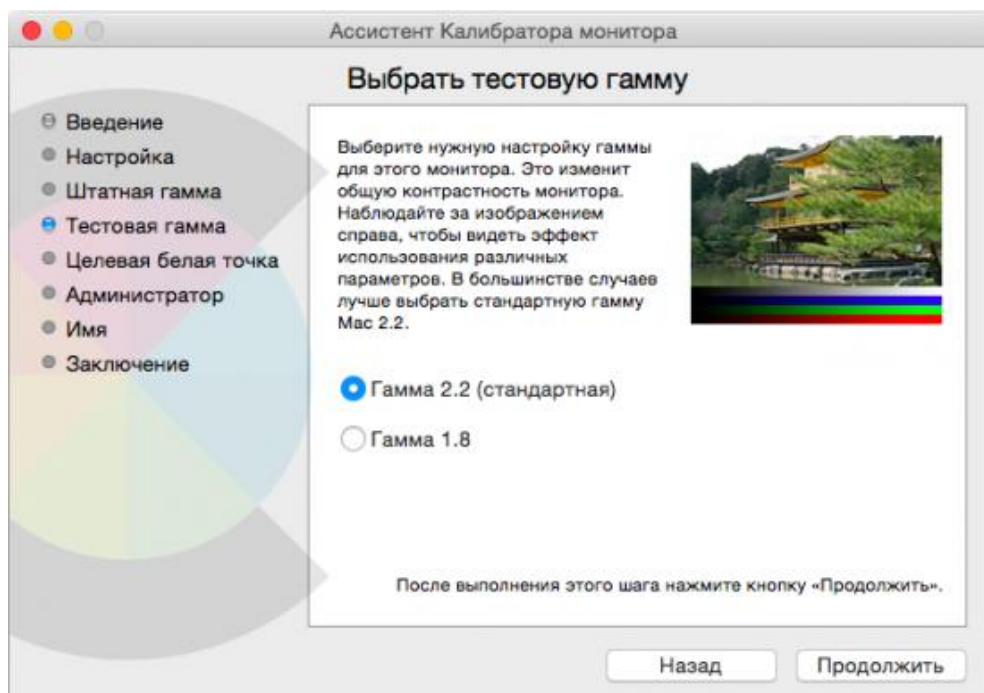 Ассистент Калибратора монитора
Выбрать тестовую гамму
Введение
Настройка
Штатная гамма
Тестовая гамма
Целевая белая точка
Администратор
Имя
Заключение
Выберите нужную настройку гаммы
для этого монитора. Это изменит
общую контрастность монитора.
Наблюдайте за изображением
справа, чтобы видеть эффект
использования различных
параметров. В большинстве случаев
лучше выбрать стандартную гамму
Mac 2.2.
Гамма 2.2 (стандартная)
Гамма 1.8
После выполнения этого шага нажмите кнопку «Продолжить».
Назад
Продолжить